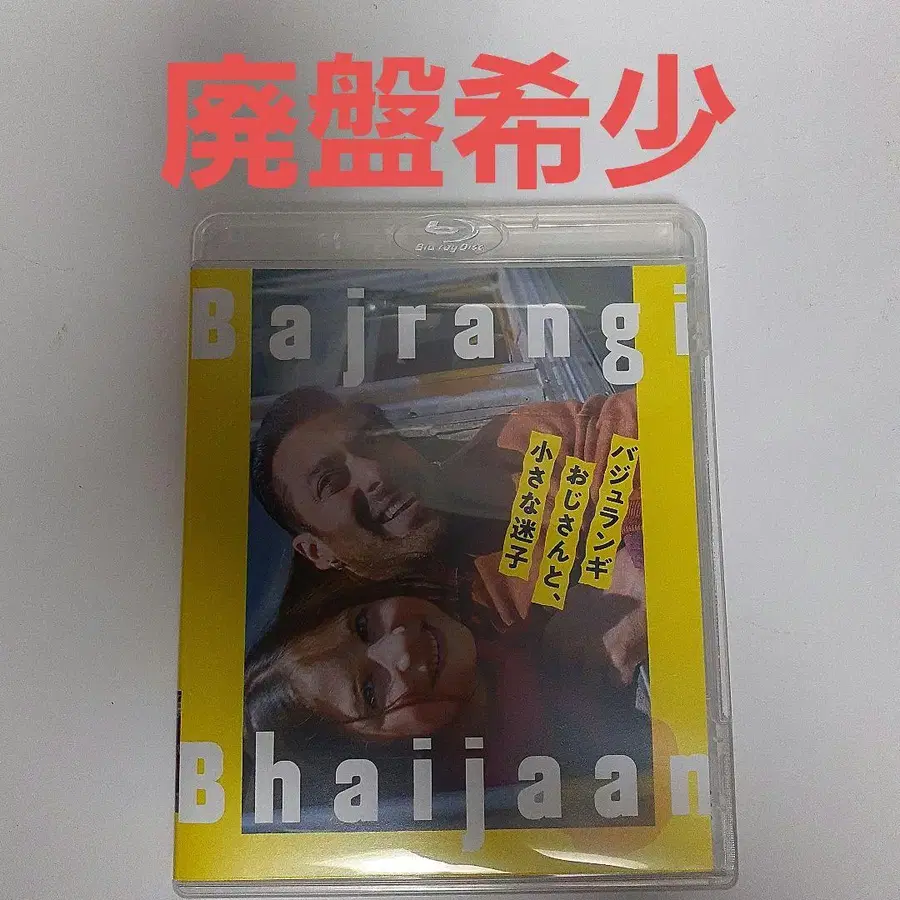 廃盤希少
Blu-ray Disc
Bajrangi
バジュランギ
おじさんと、
小さな迷子
Bhaijaan